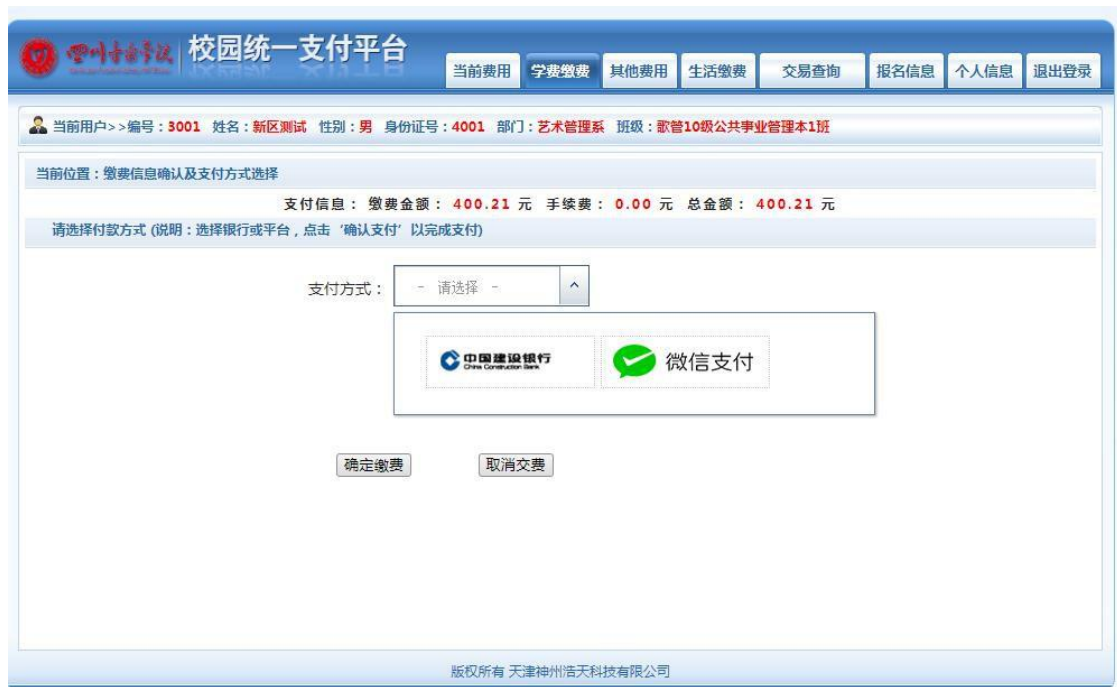 四川音乐学院 校园统一支付平台
当前费用 学费缴费 其他费用 生活缴费 交易查询 报名信息 个人信息 退出登录
当前用户>>编号：3001 姓名：新区测试 性别：男 身份证号：4001 部门：艺术管理系 班级：歌管10级公共事业管理本1班
当前位置：缴费信息确认及支付方式选择
支付信息： 缴费金额： 400.21 元 手续费： 0.00 元 总金额： 400.21 元
请选择付款方式 (说明：选择银行或平台，点击‘确认支付’以完成支付)
支付方式： - 请选择 -
中国建设银行 微信支付
China Construction Bank
确定缴费 取消交费
版权所有 天津神州浩天科技有限公司